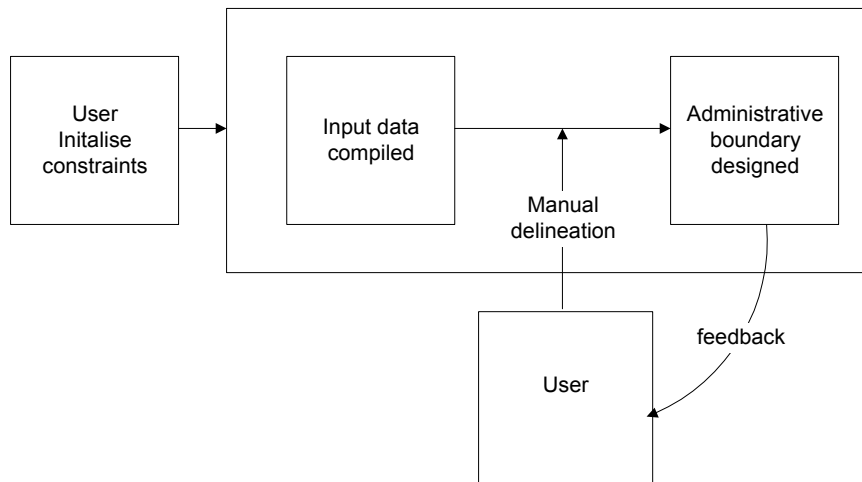 User
Initalise
constraints
Input data
compiled
Administrative
boundary
designed
Manual
delineation
feedback
User